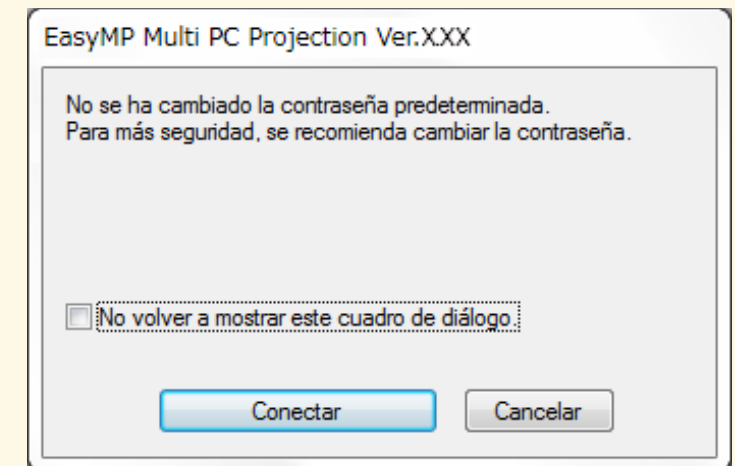 EasyMP Multi PC Projection Ver.X.XX
No se ha cambiado la contraseña predeterminada.
Para más seguridad, se recomienda cambiar la contraseña.
No volver a mostrar este cuadro de diálogo.
Conectar
Cancelar